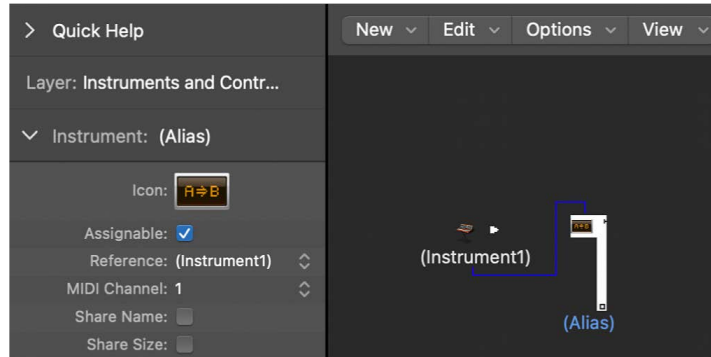 Quick Help
New Edit Options View
Layer: Instruments and Contr...
Instrument: (Alias)
Icon: A⇒B
Assignable:
Reference: (Instrument1)
MIDI Channel: 1
Share Name:
Share Size:
A⇒B
(Instrument1)
(Alias)